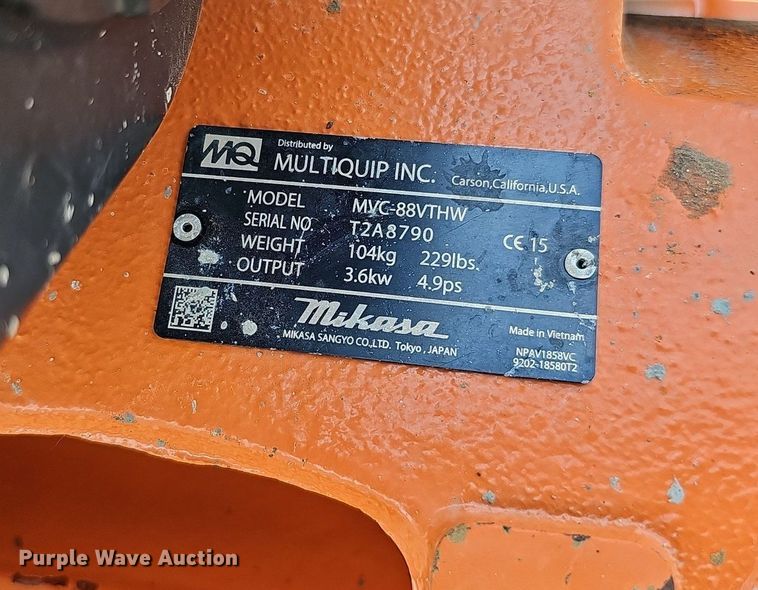 MQ Distributed by
MULTIQUIP INC. Carson, California, U.S.A.
MODEL MVC-88VTHW
SERIAL NO. T2A8790
WEIGHT 104kg 229lbs.
OUTPUT 3.6kw 4.9ps
CE 15
Mikasa
MIKASA SANGYO CO.,LTD. Tokyo, JAPAN
Made in Vietnam
NPAV1858VC
9202-18580T2
Purple Wave Auction